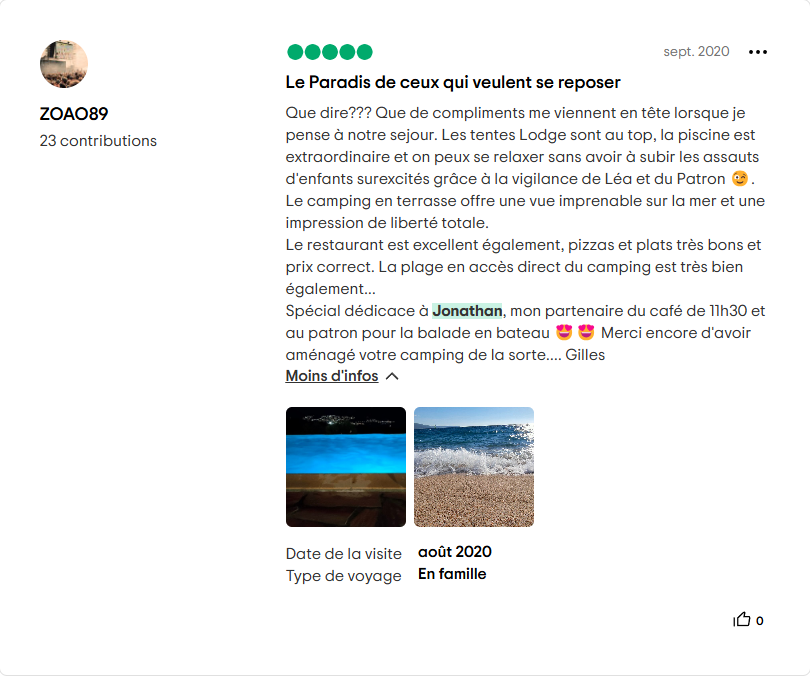 sept. 2020
Le Paradis de ceux qui veulent se reposer
ZOAO89
23 contributions
Que dire??? Que de compliments me viennent en tête lorsque je
pense à notre sejour. Les tentes Lodge sont au top, la piscine est
extraordinaire et on peux se relaxer sans avoir à subir les assauts
d'enfants surexcités grâce à la vigilance de Léa et du Patron 😉 .
Le camping en terrasse offre une vue imprenable sur la mer et une
impression de liberté totale.
Le restaurant est excellent également, pizzas et plats très bons et
prix correct. La plage en accès direct du camping est très bien
également...
Spécial dédicace à Jonathan, mon partenaire du café de 11h30 et
au patron pour la balade en bateau 😍 😍 Merci encore d'avoir
aménagé votre camping de la sorte.... Gilles
Moins d'infos
Date de la visite août 2020
Type de voyage En famille
0